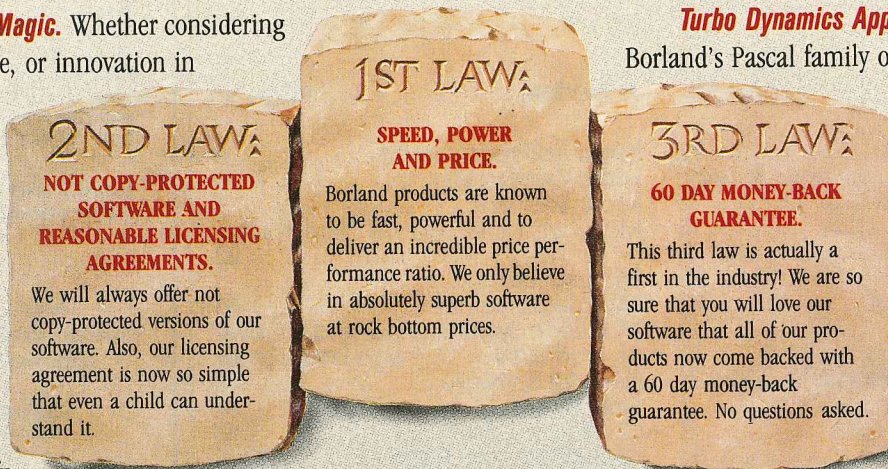 Magic. Whether considering
e, or innovation in
Turbo Dynamics App
Borland's Pascal family o
1ST LAW:
SPEED, POWER
AND PRICE.
Borland products are known
to be fast, powerful and to
deliver an incredible price per-
formance ratio. We only believe
in absolutely superb software
at rock bottom prices.
2ND LAW:
NOT COPY-PROTECTED
SOFTWARE AND
REASONABLE LICENSING
AGREEMENTS.
We will always offer not
copy-protected versions of our
software. Also, our licensing
agreement is now so simple
that even a child can under-
stand it.
3RD LAW:
60 DAY MONEY-BACK
GUARANTEE.
This third law is actually a
first in the industry! We are so
sure that you will love our
software that all of our pro-
ducts now come backed with
a 60 day money-back
guarantee. No questions asked.